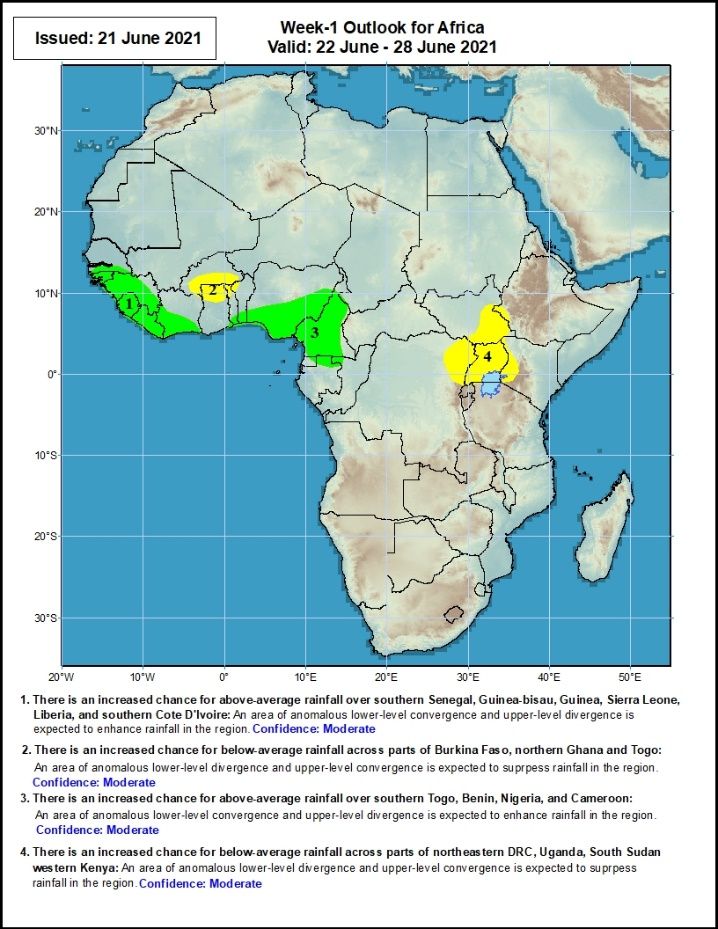 Issued: 21 June 2021
Week-1 Outlook for Africa
Valid: 22 June - 28 June 2021
30°N
20°N
10°N
0°
10°S
20°S
30°S
1
2
3
4
20°W 10°W 0° 10°E 20°E 30°E 40°E 50°E
1. There is an increased chance for above-average rainfall over southern Senegal, Guinea-bisau, Guinea, Sierra Leone,
Liberia, and southern Cote D'Ivoire: An area of anomalous lower-level convergence and upper-level divergence is
expected to enhance rainfall in the region. Confidence: Moderate
2. There is an increased chance for below-average rainfall across parts of Burkina Faso, northern Ghana and Togo:
An area of anomalous lower-level divergence and upper-level convergence is expected to suprpess rainfall in the region.
Confidence: Moderate
3. There is an increased chance for above-average rainfall over southern Togo, Benin, Nigeria, and Cameroon:
An area of anomalous lower-level convergence and upper-level divergence is expected to enhance rainfall in the region.
Confidence: Moderate
4. There is an increased chance for below-average rainfall across parts of northeastern DRC, Uganda, South Sudan
western Kenya: An area of anomalous lower-level divergence and upper-level convergence is expected to suprpess
rainfall in the region. Confidence: Moderate